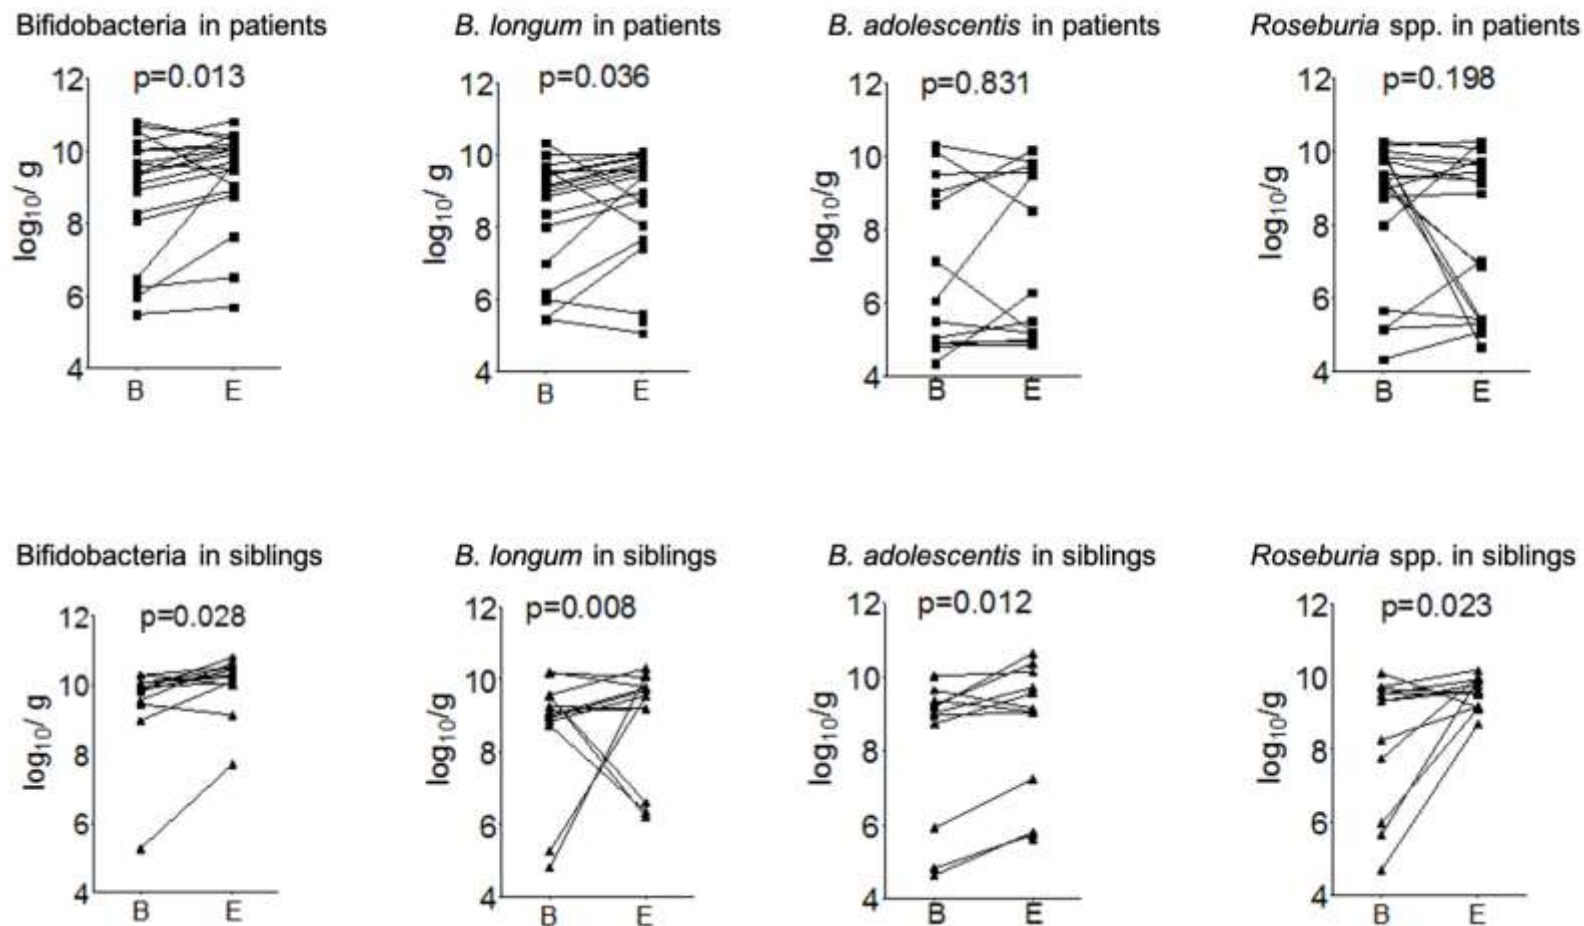 Bifidobacteria in patients
p=0.013
12
10
8
6
4
log₁₀/ g
B E
B. longum in patients
p=0.036
12
10
8
6
4
log₁₀/ g
B E
B. adolescentis in patients
p=0.831
12
10
8
6
4
log₁₀/g
B E
Roseburia spp. in patients
p=0.198
12
10
8
6
4
log₁₀/g
B E
Bifidobacteria in siblings
p=0.028
12
10
8
6
4
log₁₀/ g
B E
B. longum in siblings
p=0.008
12
10
8
6
4
log₁₀/ g
B E
B. adolescentis in siblings
p=0.012
12
10
8
6
4
log₁₀/g
B E
Roseburia spp. in siblings
p=0.023
12
10
8
6
4
log₁₀/g
B E